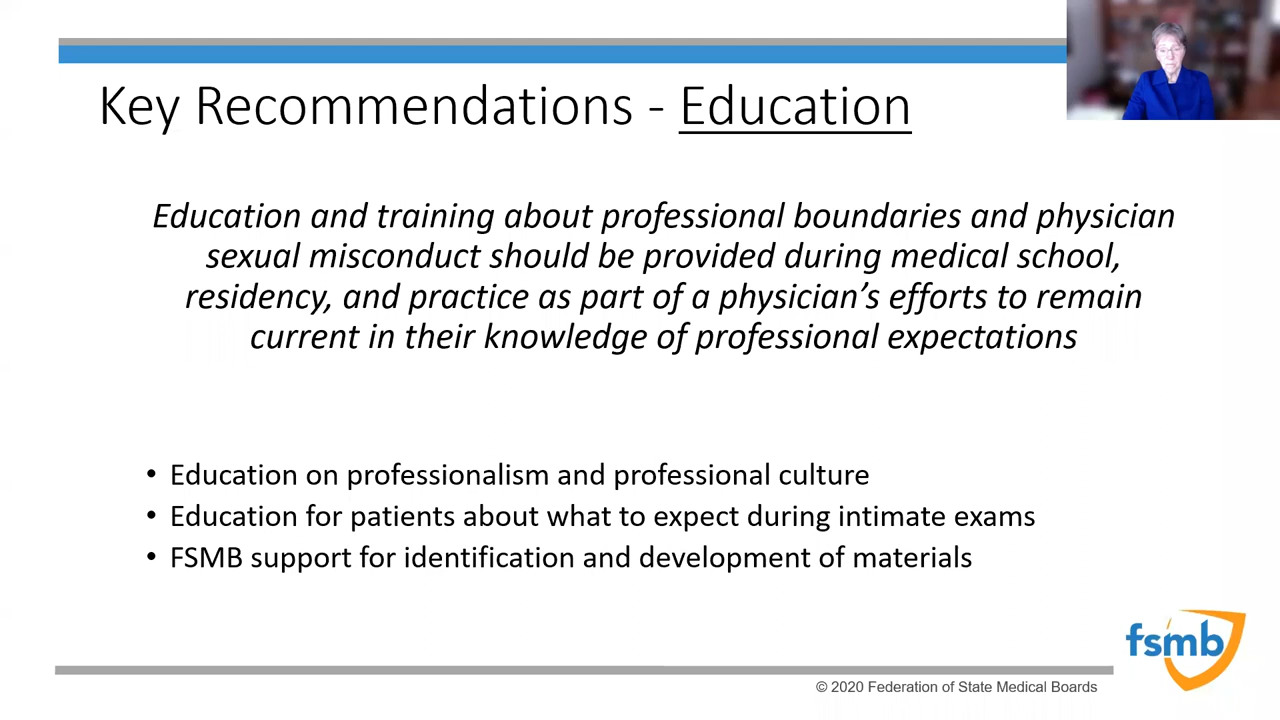 Key Recommendations - Education
Education and training about professional boundaries and physician
sexual misconduct should be provided during medical school,
residency, and practice as part of a physician’s efforts to remain
current in their knowledge of professional expectations
• Education on professionalism and professional culture
• Education for patients about what to expect during intimate exams
• FSMB support for identification and development of materials
fsmb
© 2020 Federation of State Medical Boards